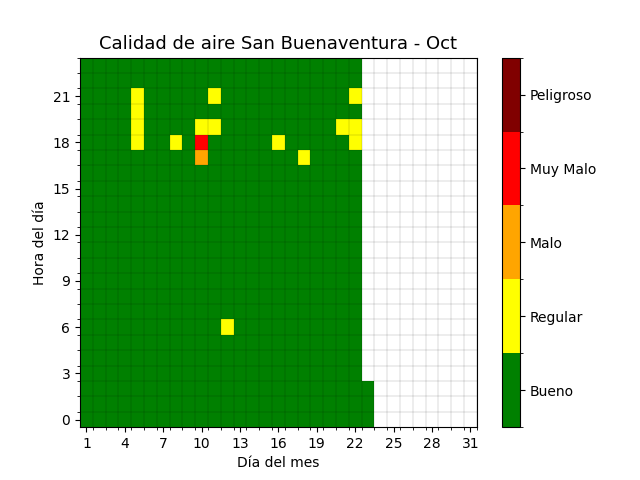 Calidad de aire San Buenaventura - Oct
21
18
15
12
9
6
3
0
Hora del día
1 4 7 10 13 16 19 22 25 28 31
Día del mes
Peligroso
Muy Malo
Malo
Regular
Bueno